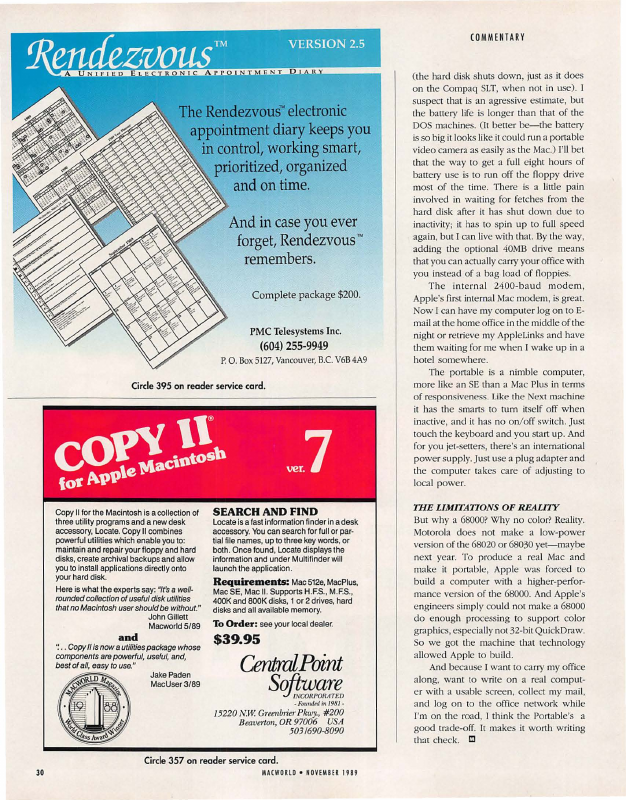 Rendezvous™
VERSION 2.5
A UNIFIED ELECTRONIC APPOINTMENT DIARY
The Rendezvous™ electronic
appointment diary keeps you
in control, working smart,
prioritized, organized
and on time.
And in case you ever
forget, Rendezvous™
remembers.
Complete package $200.
PMC Telesystems Inc.
(604) 255-9949
P. O. Box 5127, Vancouver, B.C. V6B 4A9
Circle 395 on reader service card.
COPY II®
for Apple Macintosh
ver. 7
Copy II for the Macintosh is a collection of
three utility programs and a new desk
accessory, Locate. Copy II combines
powerful utilities which enable you to:
maintain and repair your floppy and hard
disks, create archival backups and allow
you to install applications directly onto
your hard disk.
Here is what the experts say: "It's a well-
rounded collection of useful disk utilities
that no Macintosh user should be without."
John Gillett
Macworld 5/89
and
". . . Copy II is now a utilities package whose
components are powerful, useful, and,
best of all, easy to use."
Jake Paden
MacUser 3/89
MACWORLD Magazine
1988
World Class Award Winner
SEARCH AND FIND
Locate is a fast information finder in a desk
accessory. You can search for full or par-
tial file names, up to three key words, or
both. Once found, Locate displays the
information and under Multifinder will
launch the application.
Requirements: Mac 512e, MacPlus,
Mac SE, Mac II. Supports H.F.S., M.F.S.,
400K and 800K disks, 1 or 2 drives, hard
disks and all available memory.
To Order: see your local dealer.
$39.95
Central Point
Software
INCORPORATED
- Founded in 1981 -
15220 N.W. Greenbrier Pkwy., #200
Beaverton, OR 97006 USA
503/690-8090
Circle 357 on reader service card.
COMMENTARY
(the hard disk shuts down, just as it does
on the Compaq SLT, when not in use). I
suspect that is an agressive estimate, but
the battery life is longer than that of the
DOS machines. (It better be—the battery
is so big it looks like it could run a portable
video camera as easily as the Mac.) I'll bet
that the way to get a full eight hours of
battery use is to run off the floppy drive
most of the time. There is a little pain
involved in waiting for fetches from the
hard disk after it has shut down due to
inactivity; it has to spin up to full speed
again, but I can live with that. By the way,
adding the optional 40MB drive means
that you can actually carry your office with
you instead of a bag load of floppies.
The internal 2400-baud modem,
Apple's first internal Mac modem, is great.
Now I can have my computer log on to E-
mail at the home office in the middle of the
night or retrieve my AppleLinks and have
them waiting for me when I wake up in a
hotel somewhere.
The portable is a nimble computer,
more like an SE than a Mac Plus in terms
of responsiveness. Like the Next machine
it has the smarts to turn itself off when
inactive, and it has no on/off switch. Just
touch the keyboard and you start up. And
for you jet-setters, there's an international
power supply. Just use a plug adapter and
the computer takes care of adjusting to
local power.
THE LIMITATIONS OF REALITY
But why a 68000? Why no color? Reality.
Motorola does not make a low-power
version of the 68020 or 68030 yet—maybe
next year. To produce a real Mac and
make it portable, Apple was forced to
build a computer with a higher-perfor-
mance version of the 68000. And Apple's
engineers simply could not make a 68000
do enough processing to support color
graphics, especially not 32-bit QuickDraw.
So we got the machine that technology
allowed Apple to build.
And because I want to carry my office
along, want to write on a real comput-
er with a usable screen, collect my mail,
and log on to the office network while
I'm on the road, I think the Portable's a
good trade-off. It makes it worth writing
that check.
30
MACWORLD • NOVEMBER 1989